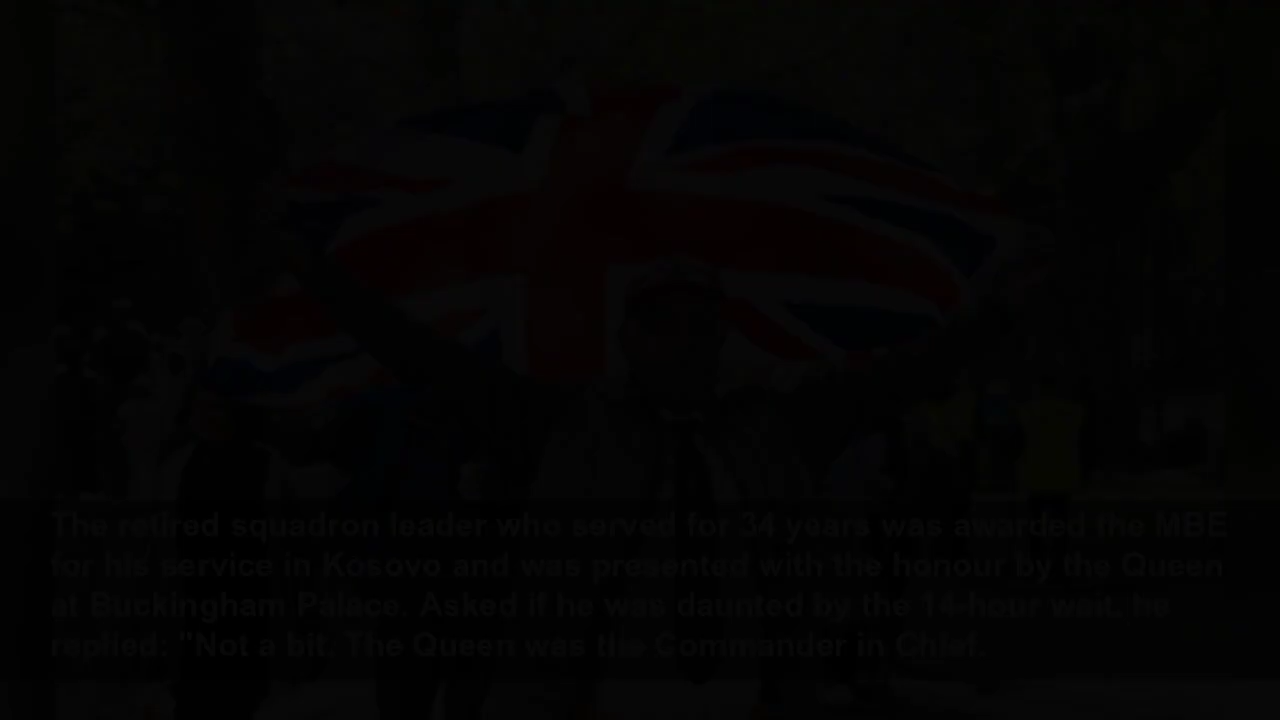 The retired squadron leader who served for 34 years was awarded the MBE
for his service in Kosovo and was presented with the honour by the Queen
at Buckingham Palace. Asked if he was daunted by the 14-hour wait, he
replied: "Not a bit. The Queen was the Commander in Chief.